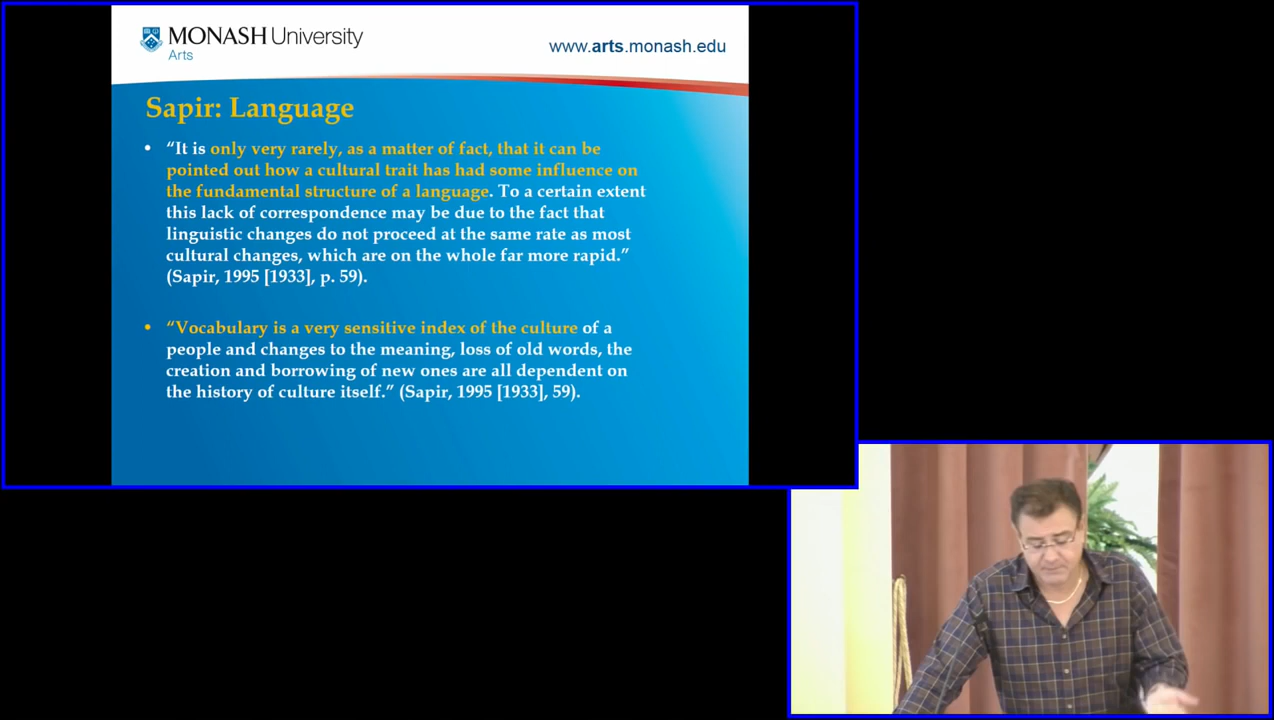 MONASH University
Arts
www.arts.monash.edu
Sapir: Language
• “It is only very rarely, as a matter of fact, that it can be
pointed out how a cultural trait has had some influence on
the fundamental structure of a language. To a certain extent
this lack of correspondence may be due to the fact that
linguistic changes do not proceed at the same rate as most
cultural changes, which are on the whole far more rapid.”
(Sapir, 1995 [1933], p. 59).
• “Vocabulary is a very sensitive index of the culture of a
people and changes to the meaning, loss of old words, the
creation and borrowing of new ones are all dependent on
the history of culture itself.” (Sapir, 1995 [1933], 59).